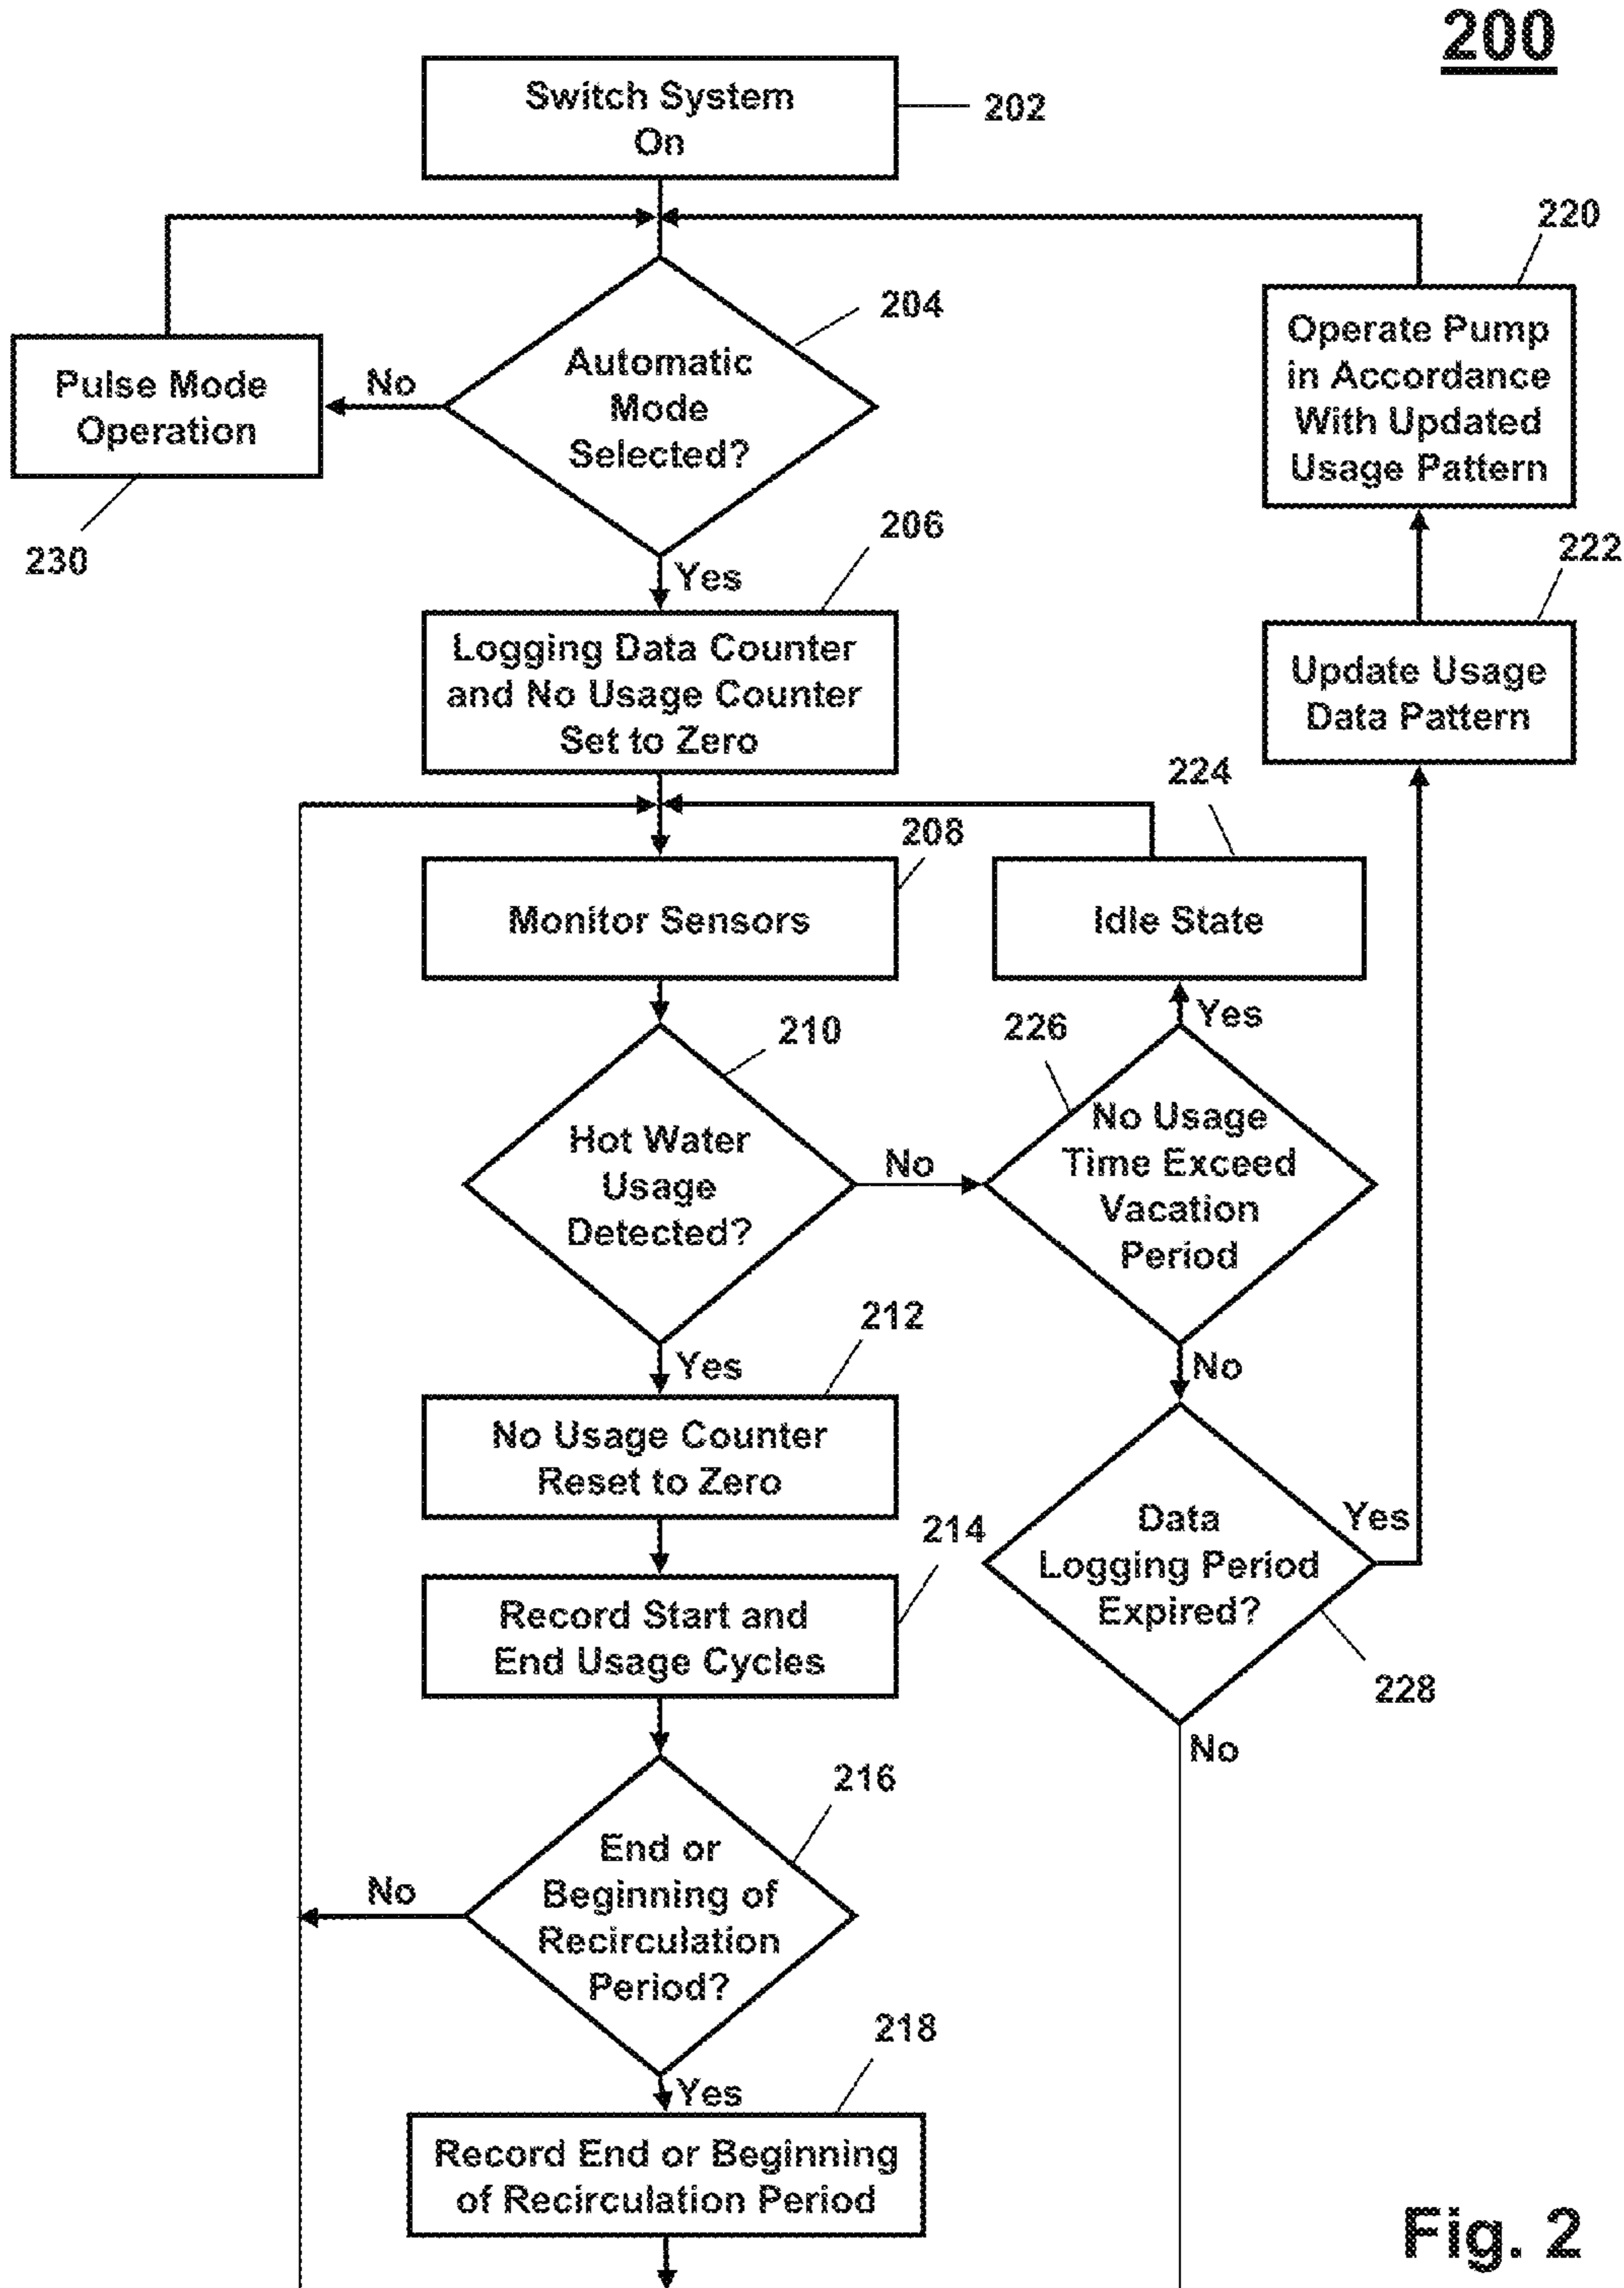 200
Switch System
On
202
204
Automatic
Mode
Selected?
No
Pulse Mode
Operation
230
Yes
206
Logging Data Counter
and No Usage Counter
Set to Zero
220
Operate Pump
in Accordance
With Updated
Usage Pattern
222
Update Usage
Data Pattern
208
Monitor Sensors
224
Idle State
210
Hot Water
Usage
Detected?
No
226
Yes
No Usage
Time Exceed
Vacation
Period
No
Yes
212
No Usage Counter
Reset to Zero
214
Record Start and
End Usage Cycles
Data
Logging Period
Expired?
Yes
228
No
216
End or
Beginning of
Recirculation
Period?
No
Yes
218
Record End or Beginning
of Recirculation Period
Fig. 2